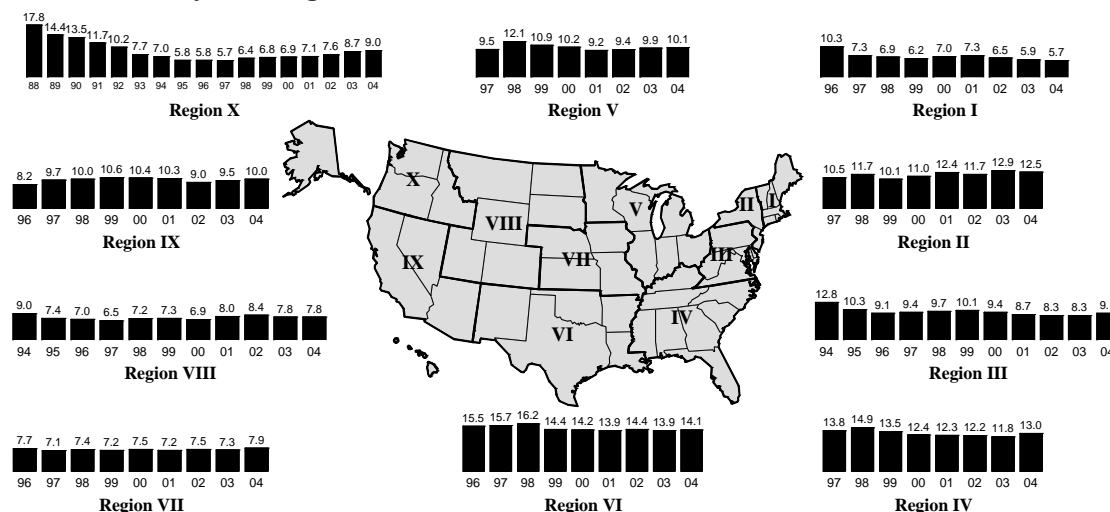 17.8 14.4 13.5 11.7 10.2 7.7 7.0 5.8 5.8 5.7 6.4 6.8 6.9 7.1 7.6 8.7 9.0
88 89 90 91 92 93 94 95 96 97 98 99 00 01 02 03 04
Region X
9.5 12.1 10.9 10.2 9.2 9.4 9.9 10.1
97 98 99 00 01 02 03 04
Region V
10.3 7.3 6.9 6.2 7.0 7.3 6.5 5.9 5.7
96 97 98 99 00 01 02 03 04
Region I
8.2 9.7 10.0 10.6 10.4 10.3 9.0 9.5 10.0
96 97 98 99 00 01 02 03 04
Region IX
X
VIII
IX
VII
VI
V
IV
III
II
I
10.5 11.7 10.1 11.0 12.4 11.7 12.9 12.5
97 98 99 00 01 02 03 04
Region II
9.0 7.4 7.0 6.5 7.2 7.3 6.9 8.0 8.4 7.8 7.8
94 95 96 97 98 99 00 01 02 03 04
Region VIII
12.8 10.3 9.1 9.4 9.7 10.1 9.4 8.7 8.3 8.3
94 95 96 97 98 99 00 01 02 03 04
Region III
7.7 7.1 7.4 7.2 7.5 7.2 7.5 7.3 7.9
96 97 98 99 00 01 02 03 04
Region VII
15.5 15.7 16.2 14.4 14.2 13.9 14.4 13.9 14.1
96 97 98 99 00 01 02 03 04
Region VI
13.8 14.9 13.5 12.4 12.3 12.2 11.8 13.0
97 98 99 00 01 02 03 04
Region IV